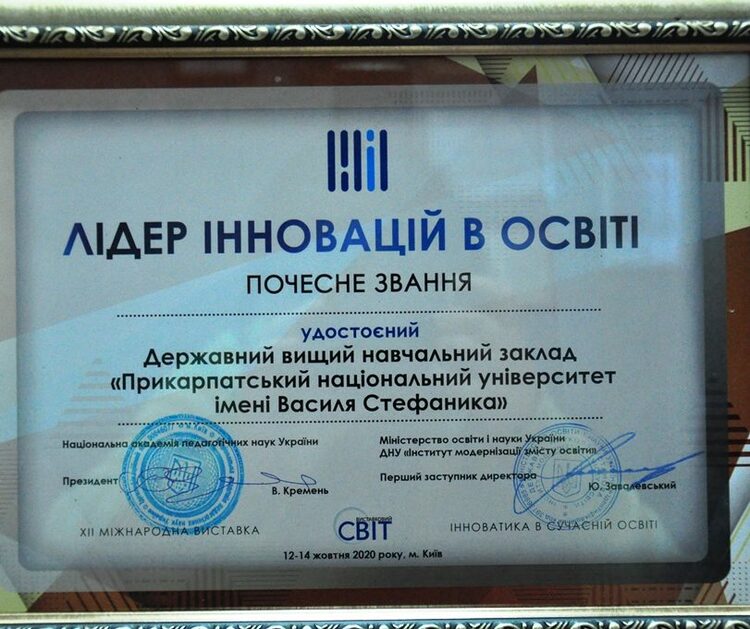 ЛІДЕР ІННОВАЦІЙ В ОСВІТІ
ПОЧЕСНЕ ЗВАННЯ
удостоєний
Державний вищий навчальний заклад
«Прикарпатський національний університет
імені Василя Стефаника»
Національна академія педагогічних наук України
Президент
В. Кремень
Міністерство освіти і науки України
ДНУ «Інститут модернізації змісту освіти»
Перший заступник директора
Ю. Завалевський
XII МІЖНАРОДНА ВИСТАВКА
ВИСТАВКОВИЙ
СВІТ
ІННОВАТИКА В СУЧАСНІЙ ОСВІТІ
12-14 жовтня 2020 року, м. Київ